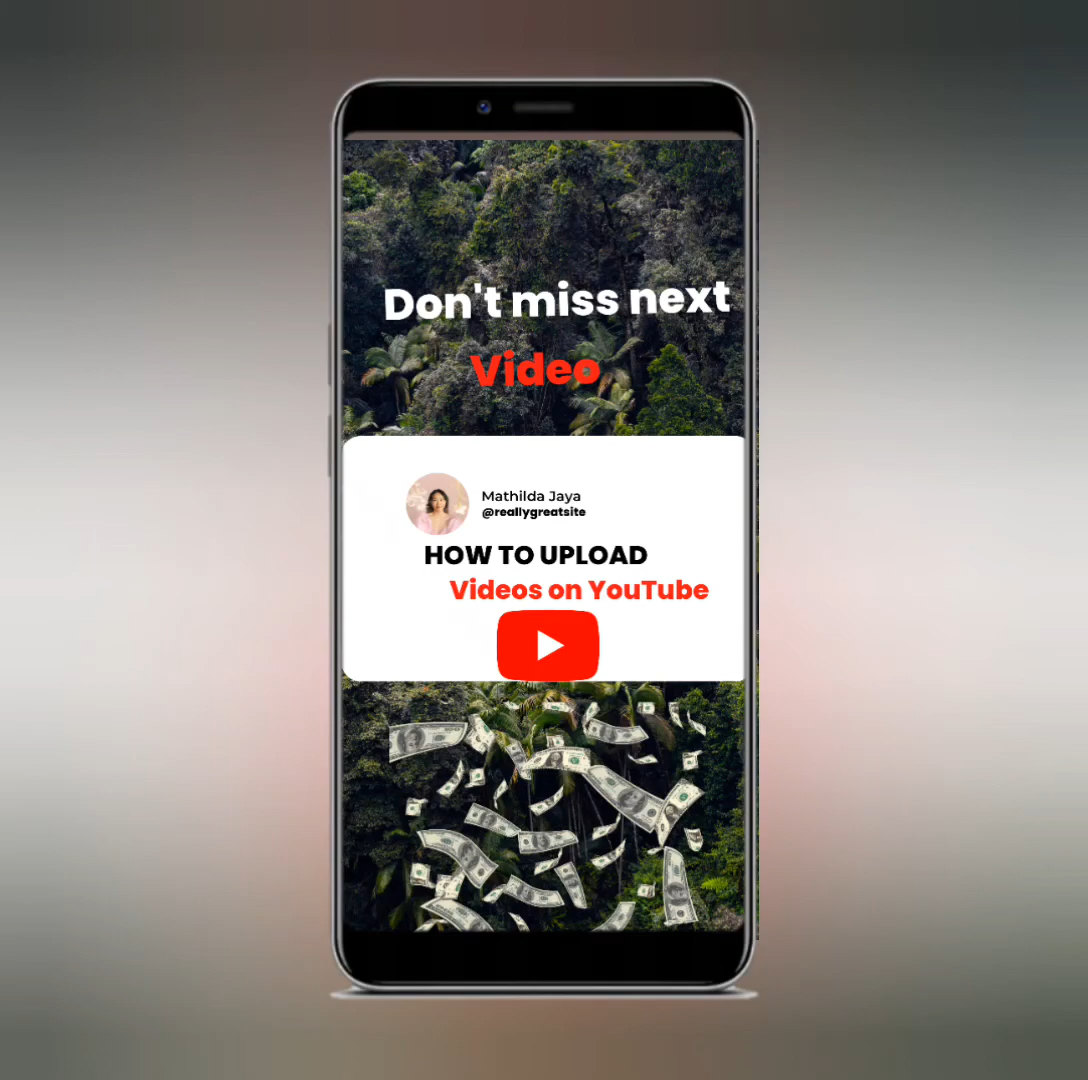 Don't miss next
Video
Mathilda Jaya
@reallygreatsite
HOW TO UPLOAD
Videos on YouTube